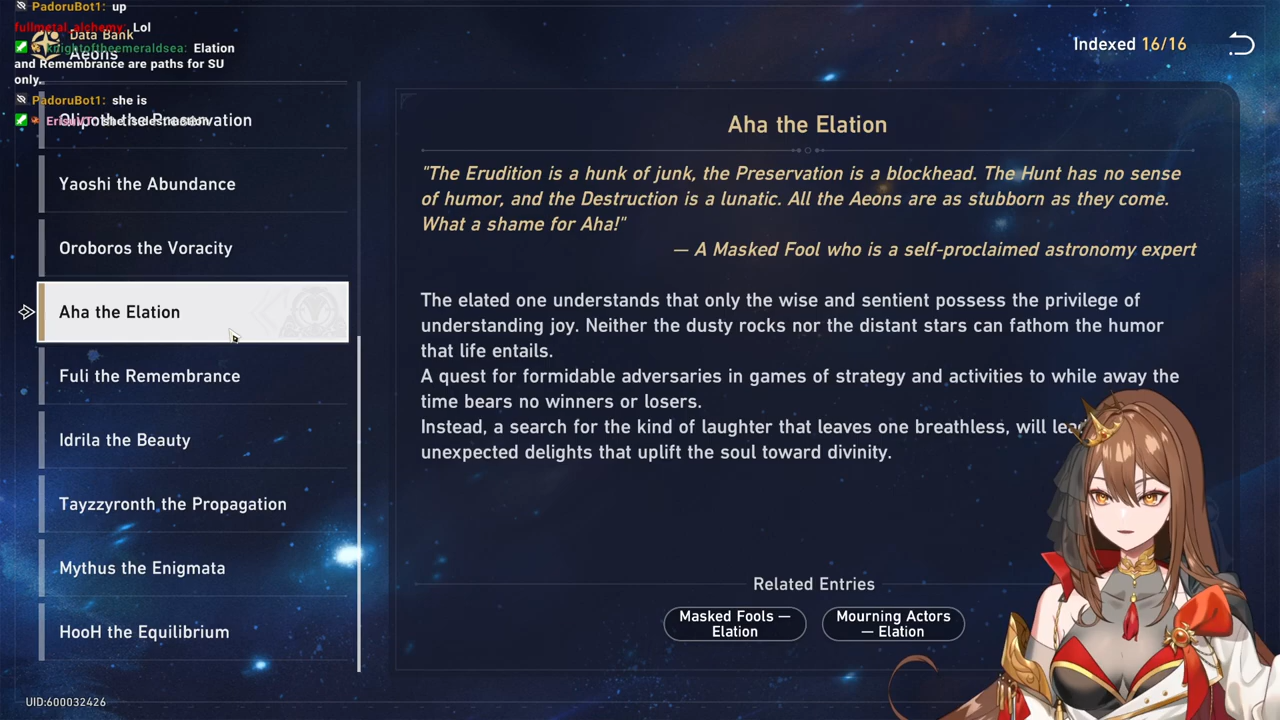 PadoruBot1: up
fullmetal_alchemy: Lol
Data Bank
knightoftheemeraldsea: Elation
Aeons
and Remembrance are paths for SU
only.
PadoruBot1: she is
Qlipoth the Preservation
Yaoshi the Abundance
Oroboros the Voracity
Aha the Elation
Fuli the Remembrance
Idrila the Beauty
Tayzzyronth the Propagation
Mythus the Enigmata
HooH the Equilibrium
UID:600032426
Indexed 16/16
Aha the Elation
"The Erudition is a hunk of junk, the Preservation is a blockhead. The Hunt has no sense
of humor, and the Destruction is a lunatic. All the Aeons are as stubborn as they come.
What a shame for Aha!"
— A Masked Fool who is a self-proclaimed astronomy expert
The elated one understands that only the wise and sentient possess the privilege of
understanding joy. Neither the dusty rocks nor the distant stars can fathom the humor
that life entails.
A quest for formidable adversaries in games of strategy and activities to while away the
time bears no winners or losers.
Instead, a search for the kind of laughter that leaves one breathless, will
unexpected delights that uplift the soul toward divinity.
Related Entries
Masked Fools —
Elation
Mourning Actors
— Elation